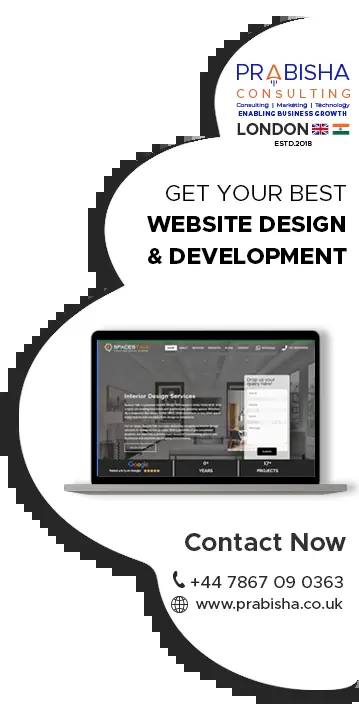 PRABISHA
CONSULTING
Consulting | Marketing | Technology
ENABLING BUSINESS GROWTH
LONDON
ESTD.2018
GET YOUR BEST
WEBSITE DESIGN
& DEVELOPMENT
Drop us your
query here!
Interior Design Services
Google
0+
YEARS
17+
PROJECTS
Contact Now
+44 7867 09 0363
www.prabisha.co.uk